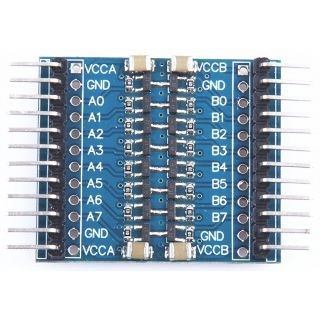 VCCA VCCB
GND GND
A0 B0
A1 B1
A2 B2
A3 B3
A4 B4
A5 B5
A6 B6
A7 B7
GND GND
VCCA VCCB